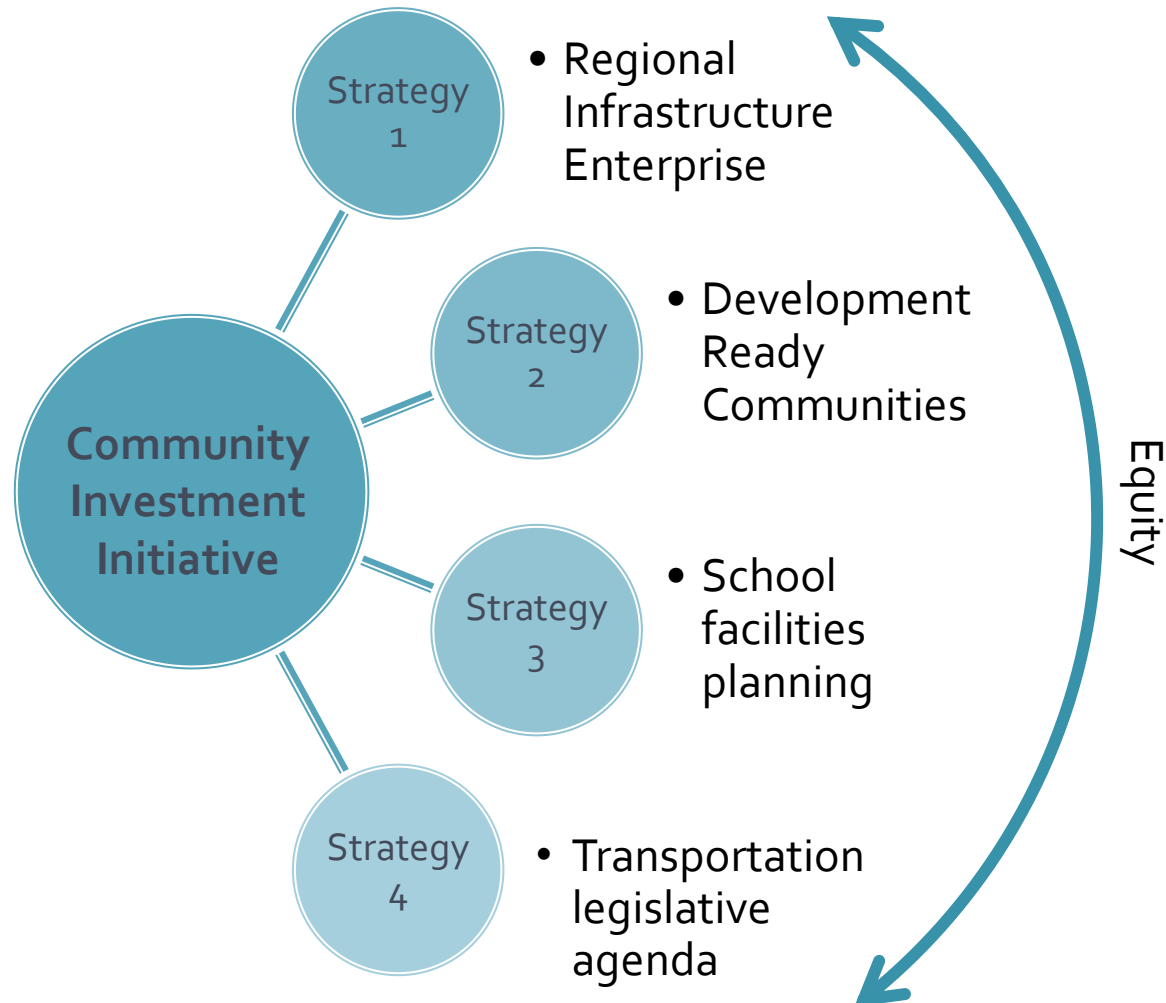 Strategy
1
• Regional
Infrastructure
Enterprise
Strategy
2
• Development
Ready
Communities
Community
Investment
Initiative
Strategy
3
• School
facilities
planning
Strategy
4
• Transportation
legislative
agenda
Equity